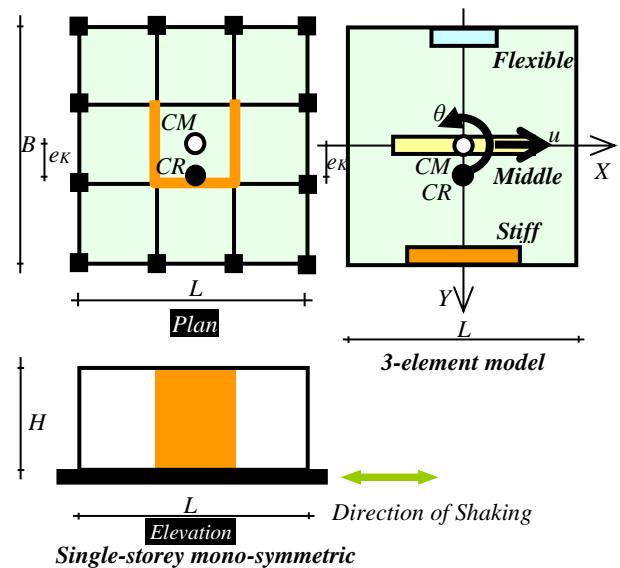 CM
B
eK
CR
L
Plan
Flexible
θ
u
CM
X
eK
CR
Middle
Stiff
Y
L
3-element model
H
L
Direction of Shaking
Elevation
Single-storey mono-symmetric